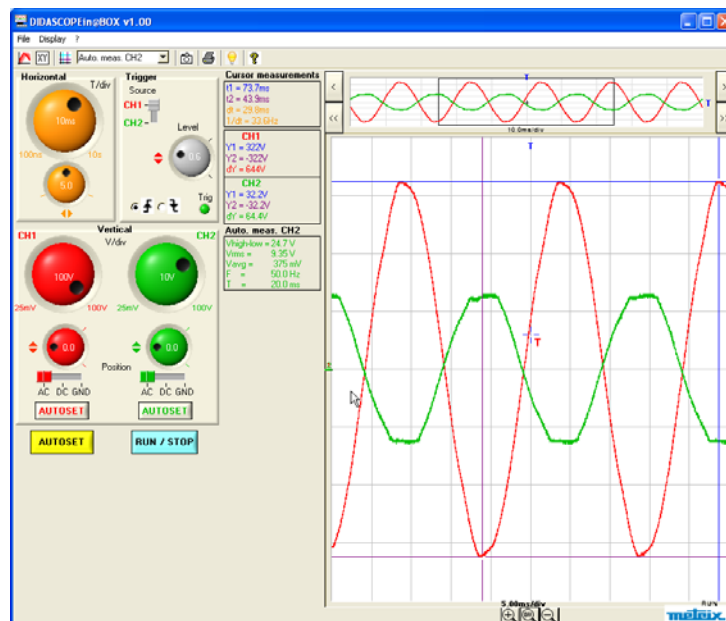 DIDASCOPEin@BOX v1.00
File Display ?
Auto. meas. CH2
Horizontal
T/div
10ms
100ns 10s
5.0
Trigger
Source
CH1
CH2
Level
0.6
Trig
Cursor measurements
t1 = 73.7ms
t2 = 43.9ms
dt = 29.8ms
1/dt = 33.6Hz
CH1
Y1 = 322V
Y2 = -322V
dY = 644V
CH2
Y1 = 32.2V
Y2 = -32.2V
dY = 64.4V
Auto. meas. CH2
Vhigh-low = 24.7 V
Vrms = 9.35 V
Vavg = 375 mV
F = 50.0 Hz
T = 20.0 ms
Vertical
CH1 V/div CH2
100V 10V
25mV 100V 25mV 100V
0.0 0.0
Position
AC DC GND AC DC GND
AUTOSET AUTOSET
AUTOSET RUN / STOP
T
T
10.0ms/div
T
T
5.00ms/div
Run
metrix